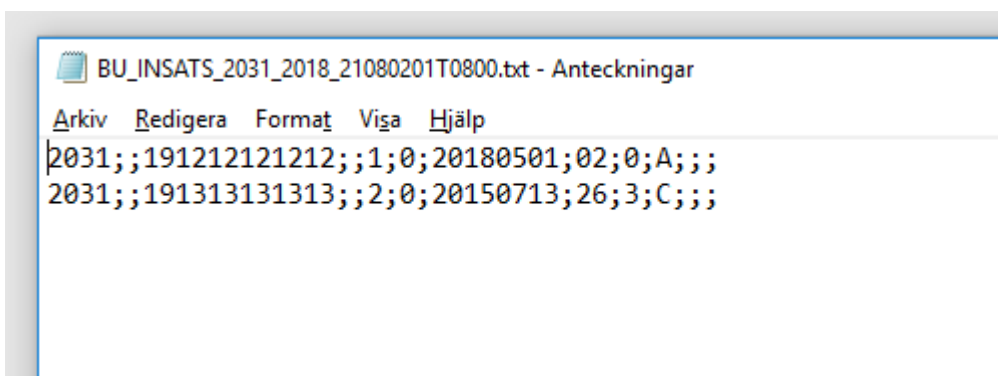 BU_INSATS_2031_2018_21080201T0800.txt - Anteckningar
Arkiv Redigera Format Visa Hjälp
2031;;191212121212;;1;0;20180501;02;0;A;;;
2031;;191313131313;;2;0;20150713;26;3;C;;;